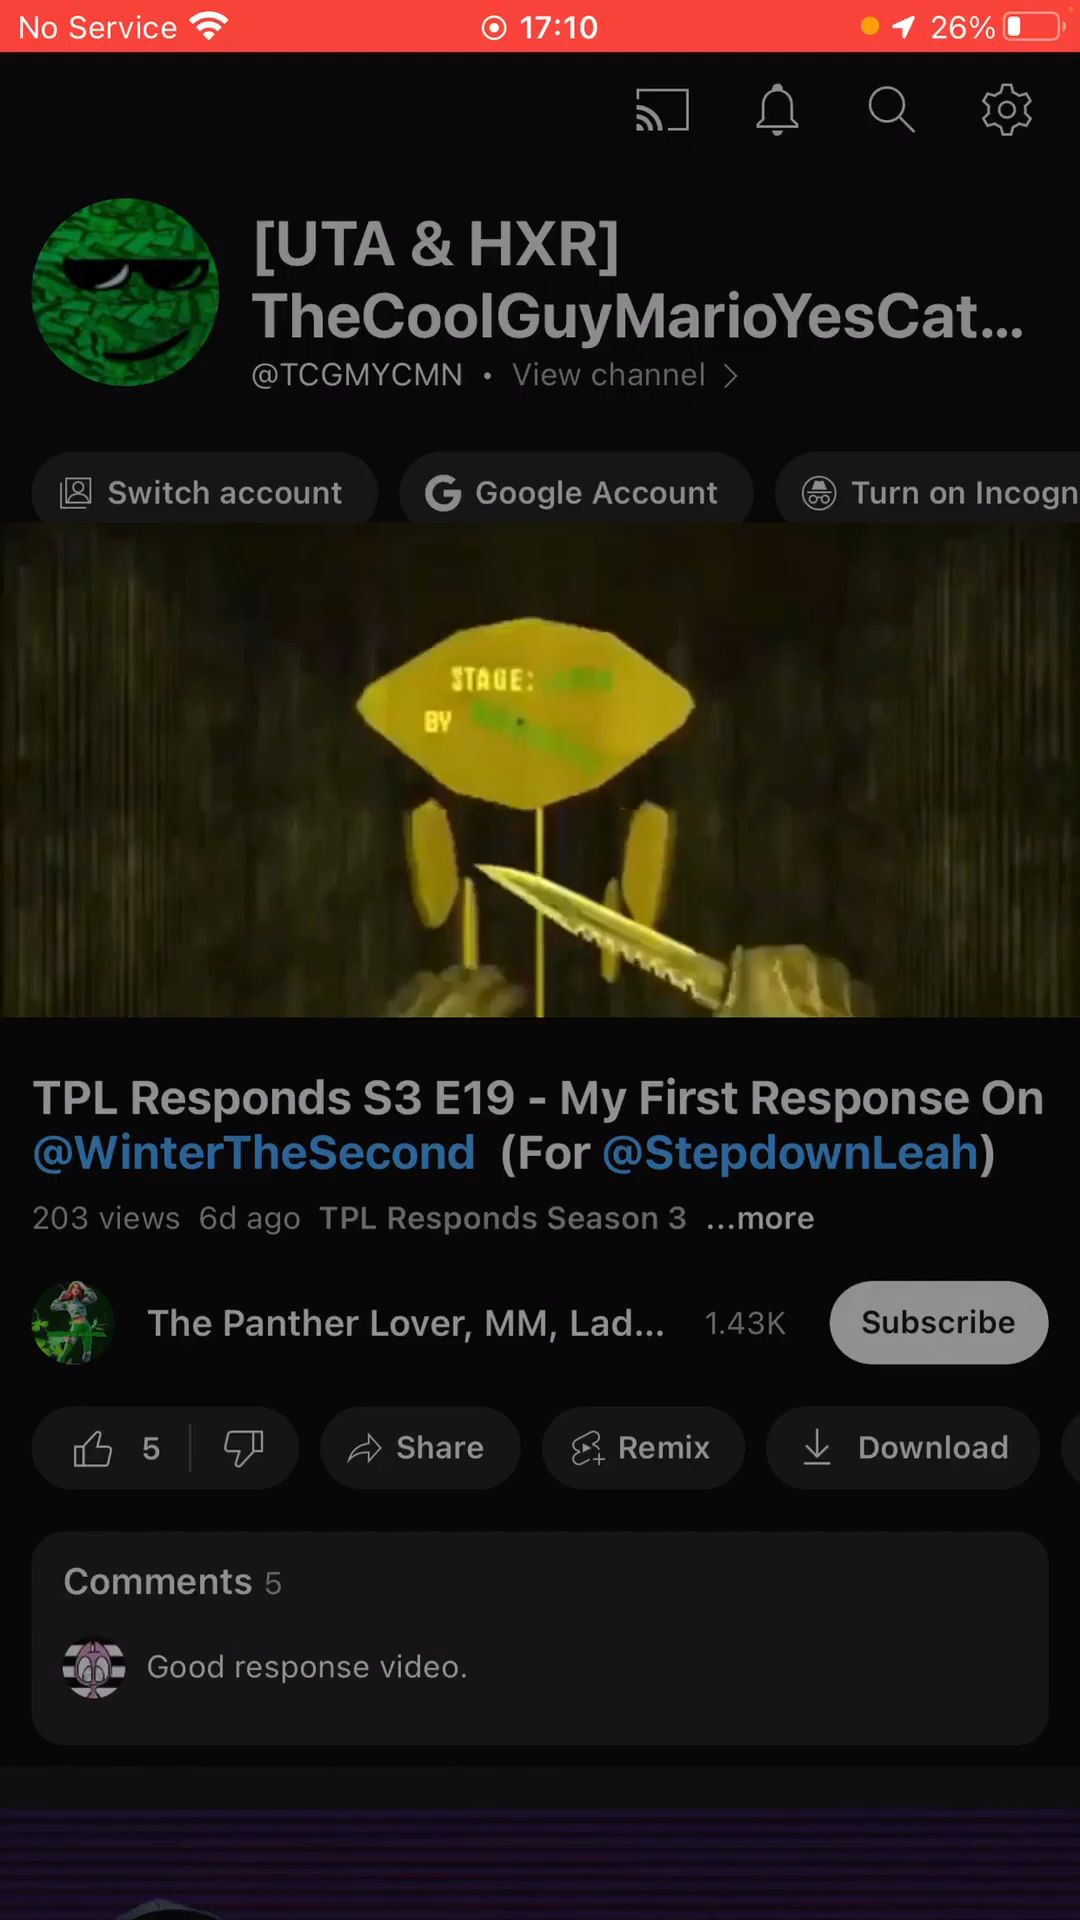 No Service 17:10 26%
[UTA & HXR]
TheCoolGuyMarioYesCat...
@TCGMYCMN • View channel
Switch account Google Account Turn on Incogn
STAGE:
BY
TPL Responds S3 E19 - My First Response On
@WinterTheSecond (For @StepdownLeah)
203 views 6d ago TPL Responds Season 3 ...more
The Panther Lover, MM, Lad... 1.43K Subscribe
5 Share Remix Download
Comments 5
Good response video.